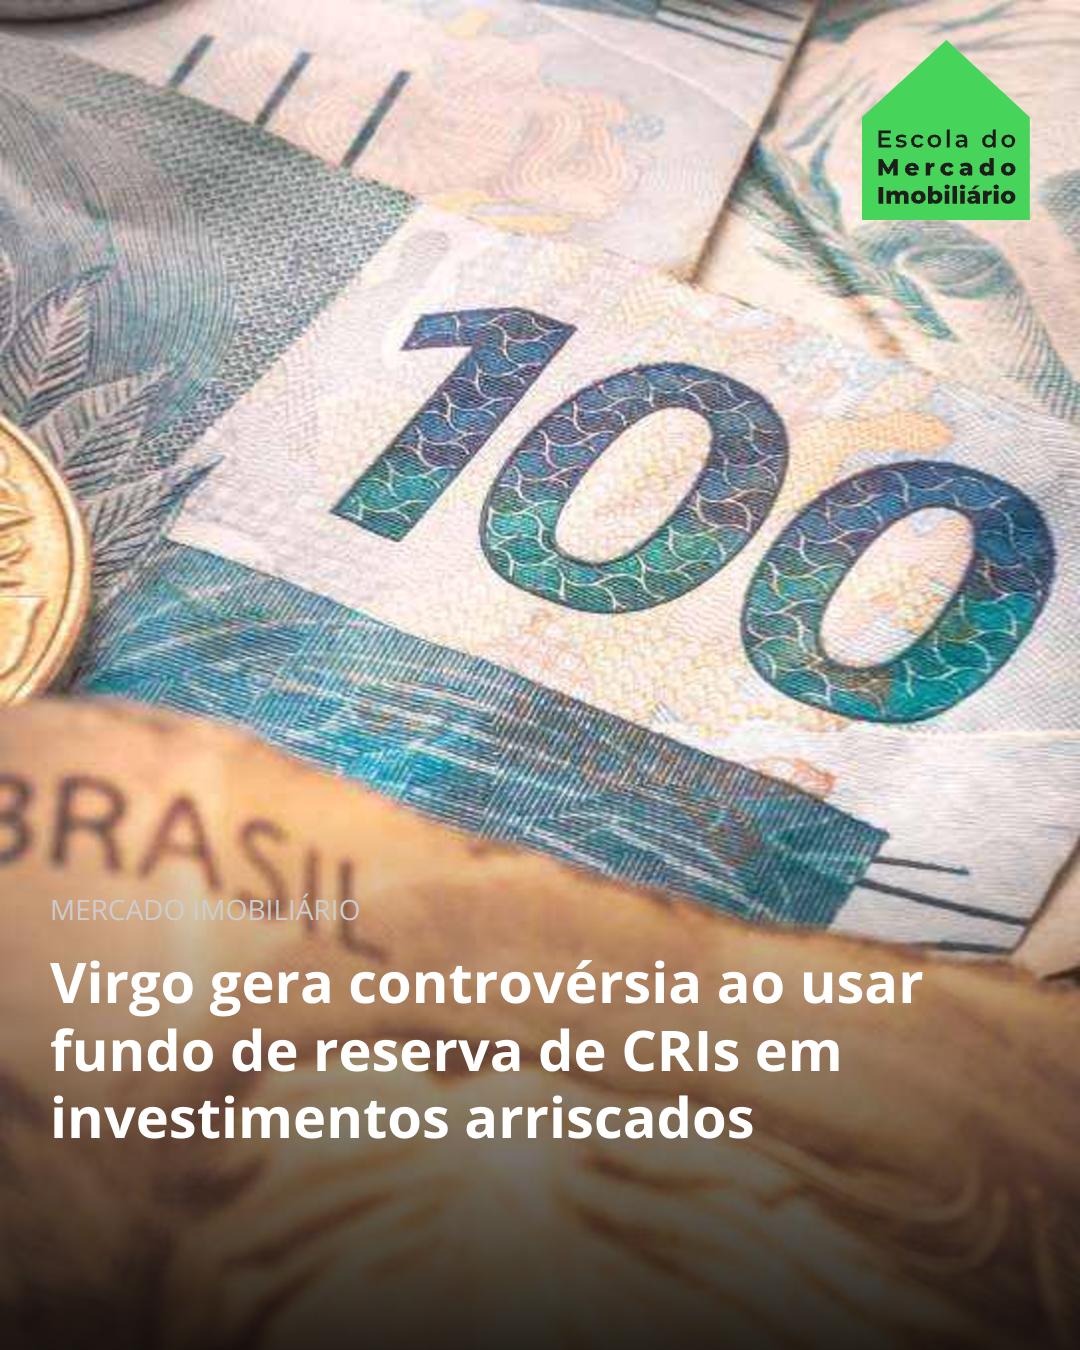 Escola do
Mercado
Imobiliário
100
BRASIL
MERCADO IMOBILIÁRIO
Virgo gera controvérsia ao usar
fundo de reserva de CRIs em
investimentos arriscados